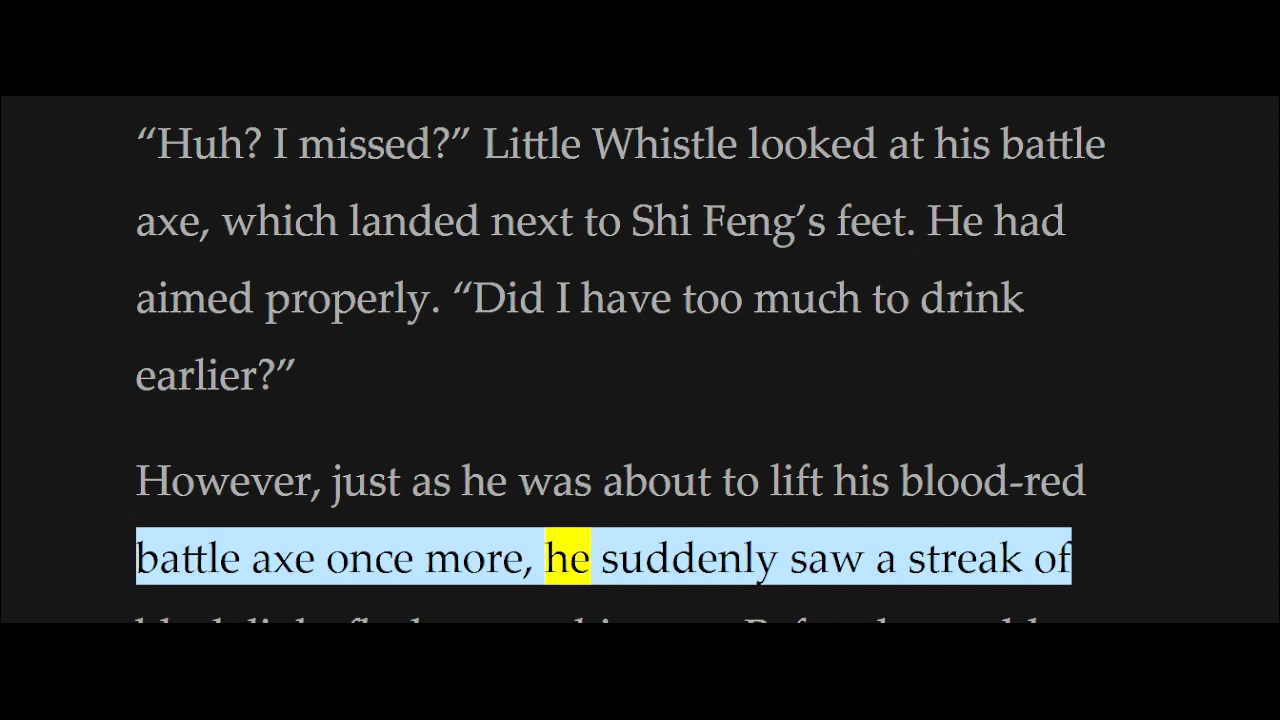 “Huh? I missed?” Little Whistle looked at his battle
axe, which landed next to Shi Feng’s feet. He had
aimed properly. “Did I have too much to drink
earlier?”
However, just as he was about to lift his blood-red
battle axe once more, he suddenly saw a streak of